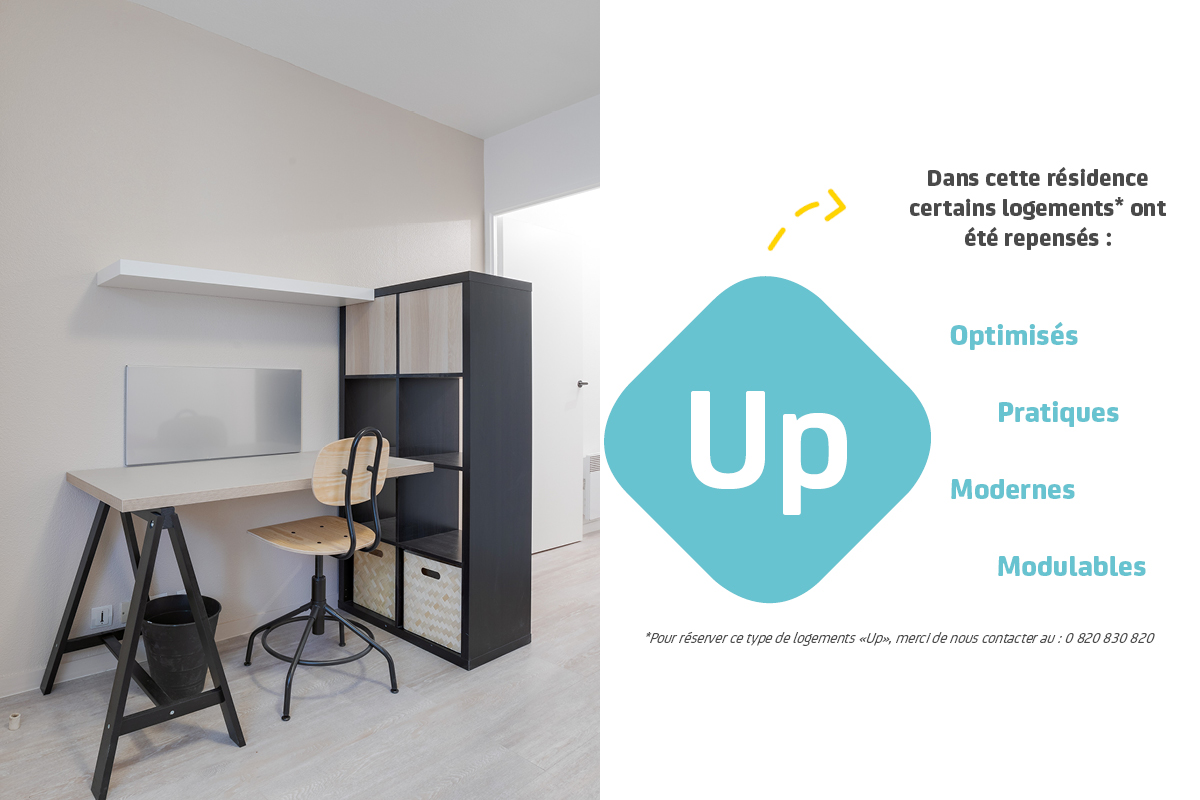 Dans cette résidence
certains logements* ont
été repensés :
Up
Optimisés
Pratiques
Modernes
Modulables
*Pour réserver ce type de logements «Up», merci de nous contacter au : 0 820 830 820